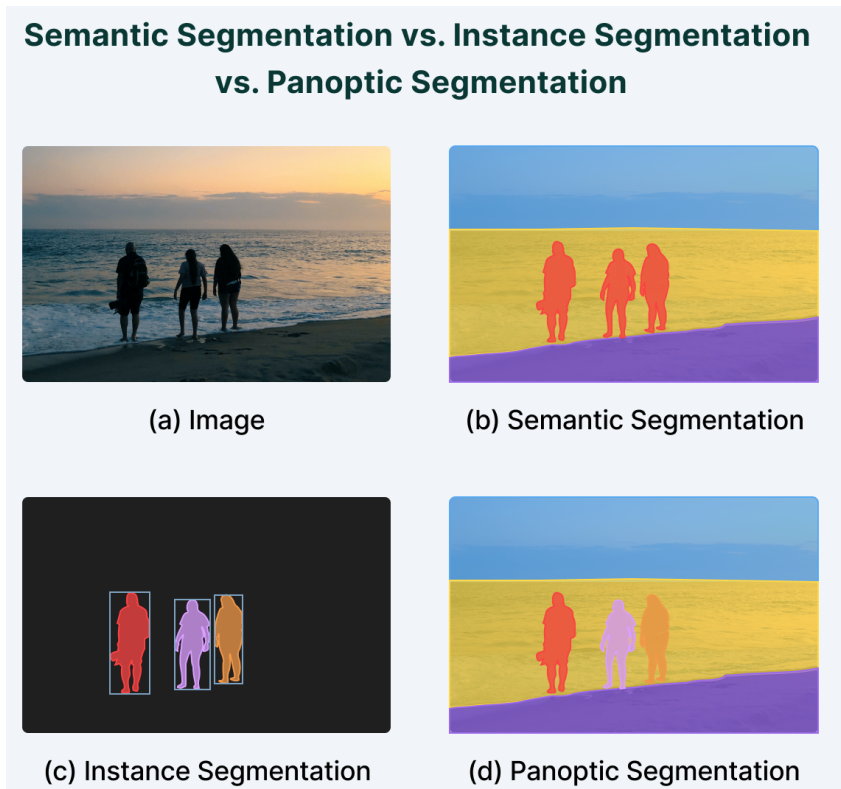 Semantic Segmentation vs. Instance Segmentation
vs. Panoptic Segmentation
(a) Image
(b) Semantic Segmentation
(c) Instance Segmentation
(d) Panoptic Segmentation